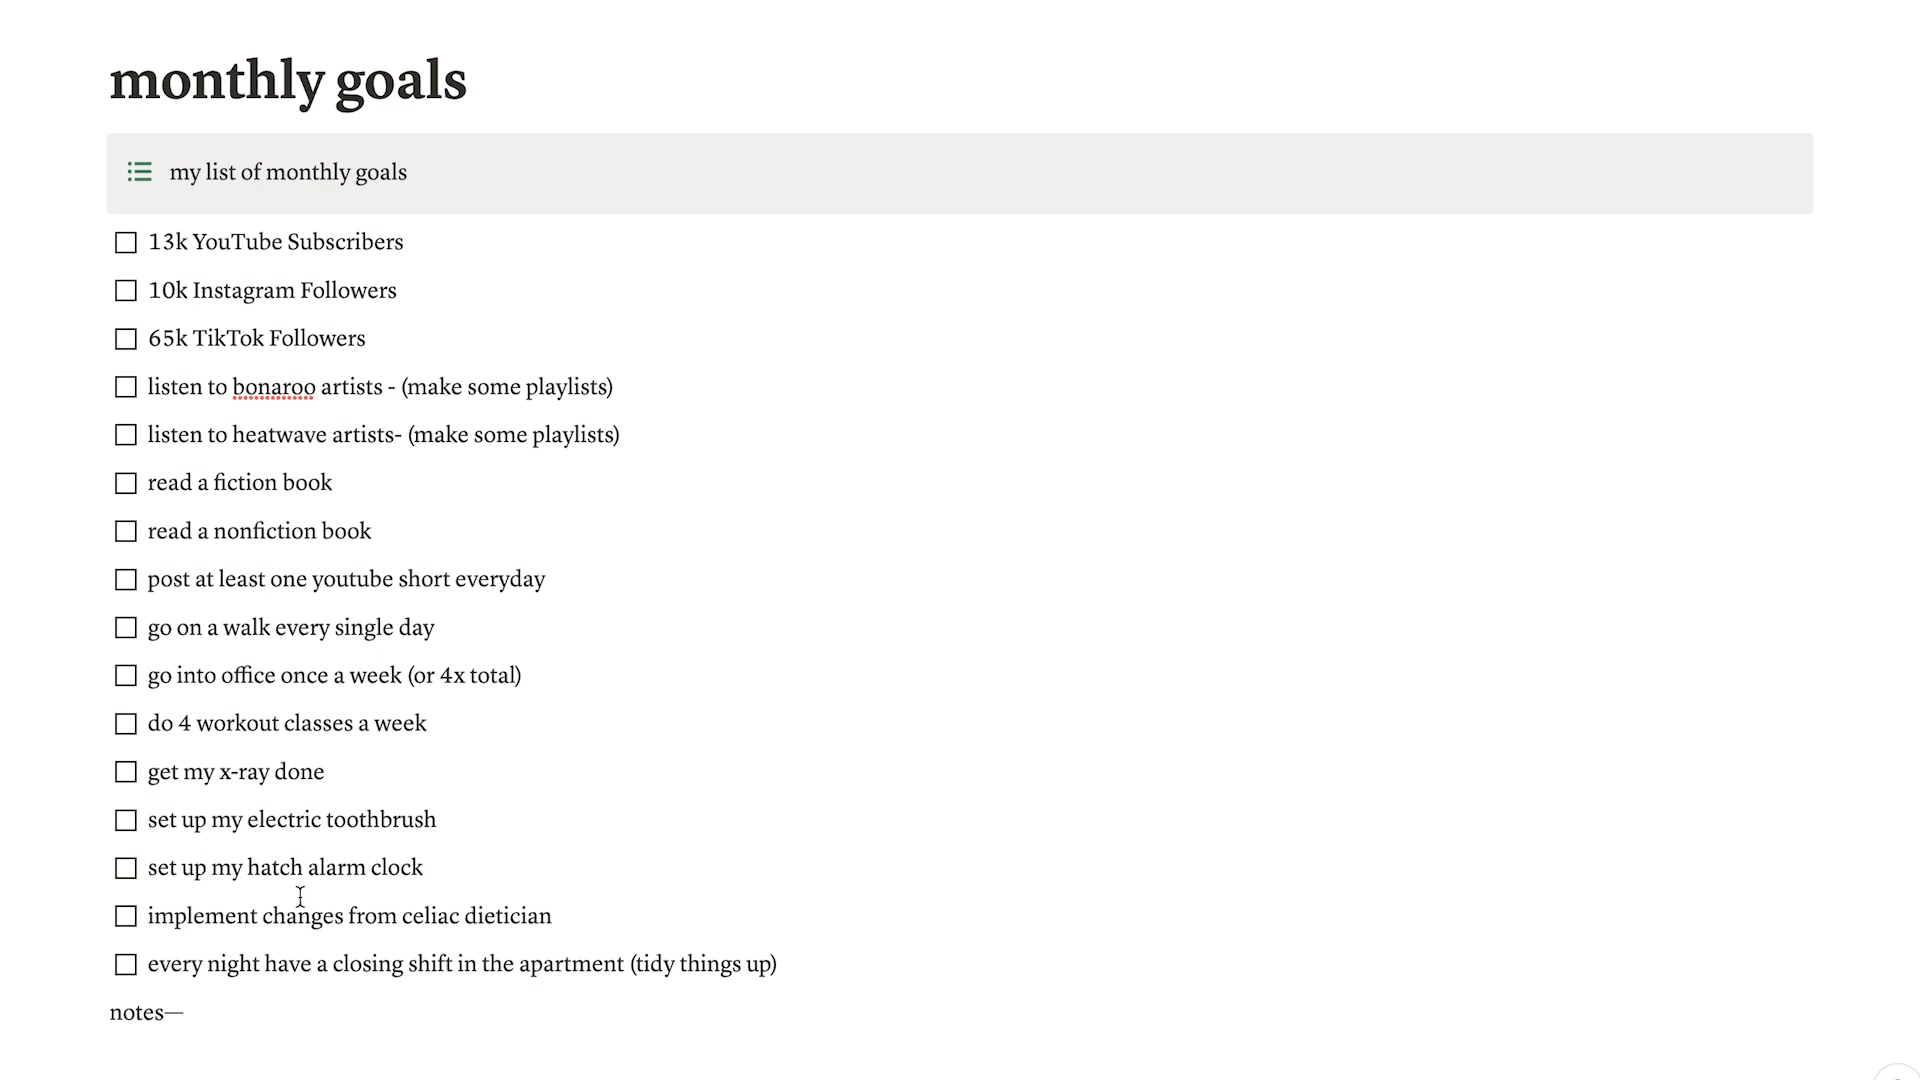 monthly goals
my list of monthly goals
13k YouTube Subscribers
10k Instagram Followers
65k TikTok Followers
listen to bonaroo artists - (make some playlists)
listen to heatwave artists- (make some playlists)
read a fiction book
read a nonfiction book
post at least one youtube short everyday
go on a walk every single day
go into office once a week (or 4x total)
do 4 workout classes a week
get my x-ray done
set up my electric toothbrush
set up my hatch alarm clock
implement changes from celiac dietician
every night have a closing shift in the apartment (tidy things up)
notes—